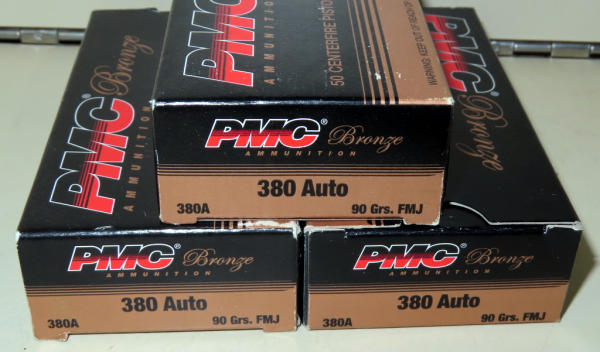 PMC
AMMUNITION
50 CENTERFIRE PISTO
WARNING: KEEP OUT OF REACH OF
PMC® Bronze
AMMUNITION
380 Auto
380A 90 Grs. FMJ
PMC Bronze
AMMUNITION
PMC
Bronze
PMC® Bronze
AMMUNITION
380 Auto
380A 90 Grs. FMJ
PMC® Bronze
AMMUNITION
380 Auto
380A 90 Grs. FMJ